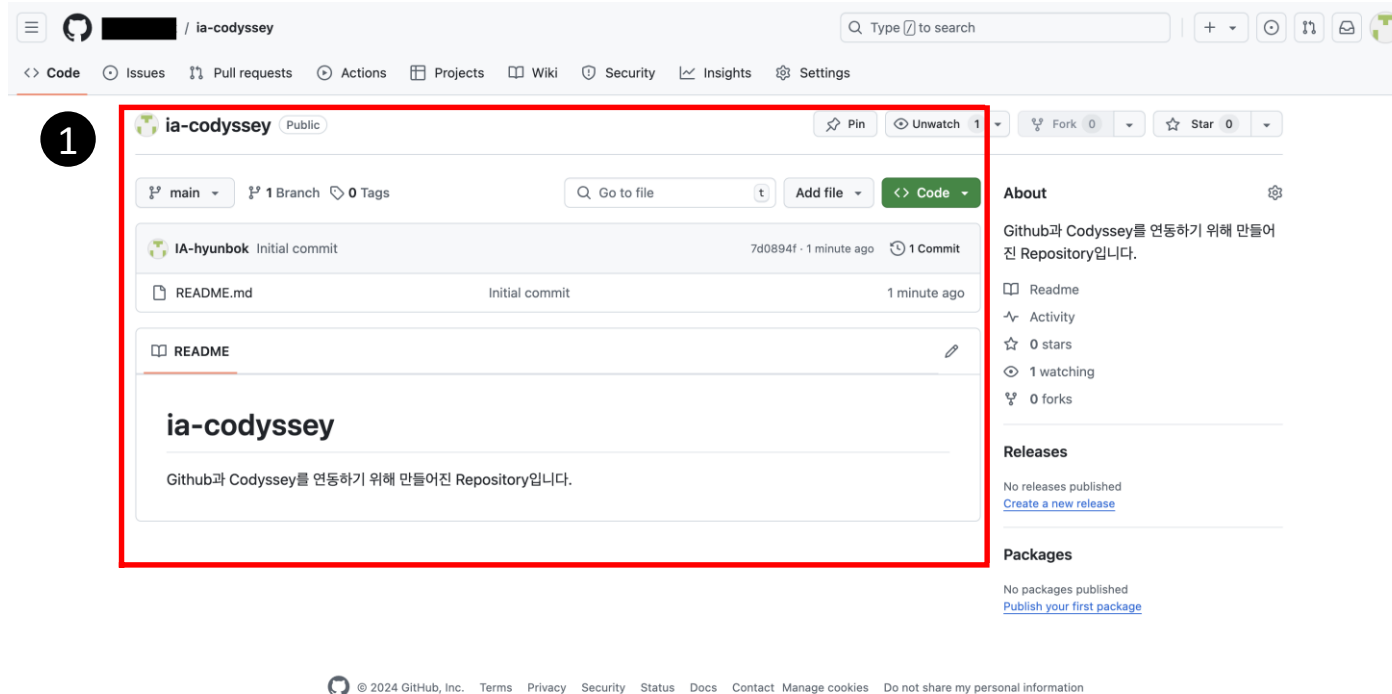 / ia-codyssey
Type / to search
Code Issues Pull requests Actions Projects Wiki Security Insights Settings
1
ia-codyssey Public
Pin Unwatch 1 Fork 0 Star 0
main 1 Branch 0 Tags Go to file t Add file <> Code
IA-hyunbok Initial commit 7d0894f · 1 minute ago 1 Commit
README.md Initial commit 1 minute ago
README
ia-codyssey
Github과 Codyssey를 연동하기 위해 만들어진 Repository입니다.
About
Github과 Codyssey를 연동하기 위해 만들어
진 Repository입니다.
Readme
Activity
0 stars
1 watching
0 forks
Releases
No releases published
Create a new release
Packages
No packages published
Publish your first package
© 2024 GitHub, Inc. Terms Privacy Security Status Docs Contact Manage cookies Do not share my personal information